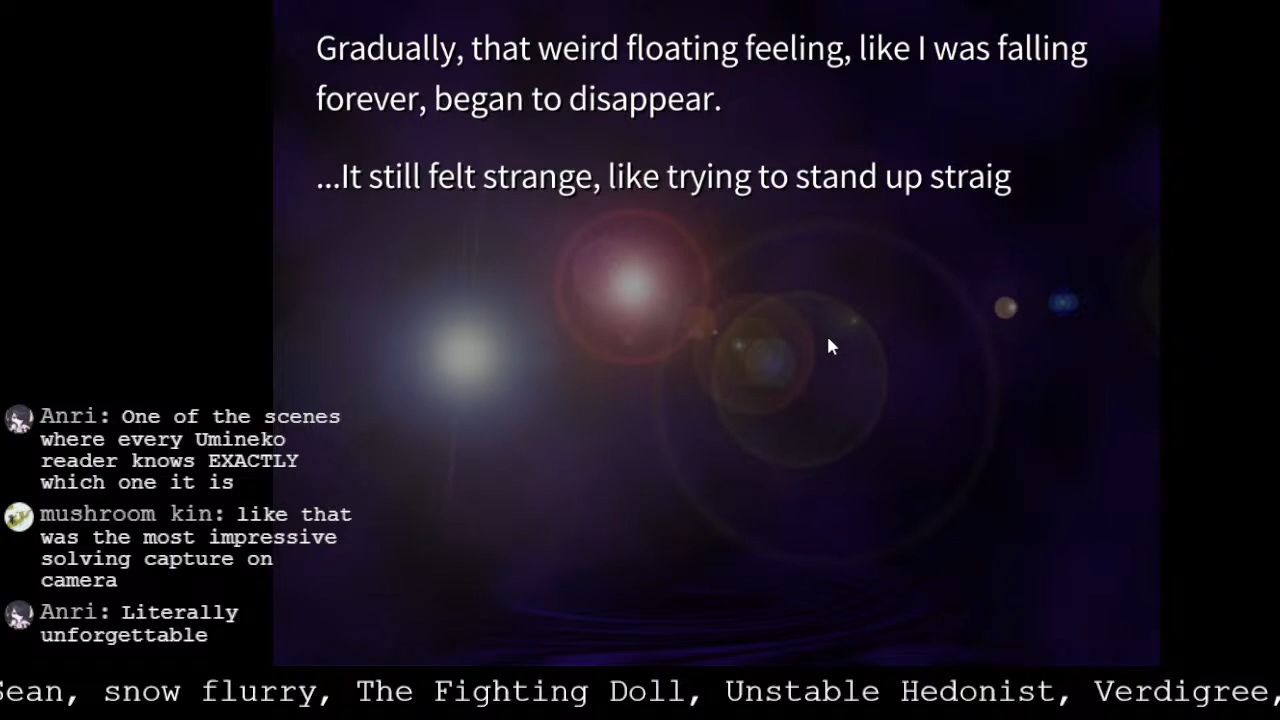 Gradually, that weird floating feeling, like I was falling
forever, began to disappear.
...It still felt strange, like trying to stand up straig
Anri: One of the scenes
where every Umineko
reader knows EXACTLY
which one it is
mushroom kin: like that
was the most impressive
solving capture on
camera
Anri: Literally
unforgettable
Sean, snow flurry, The Fighting Doll, Unstable Hedonist, Verdigree,